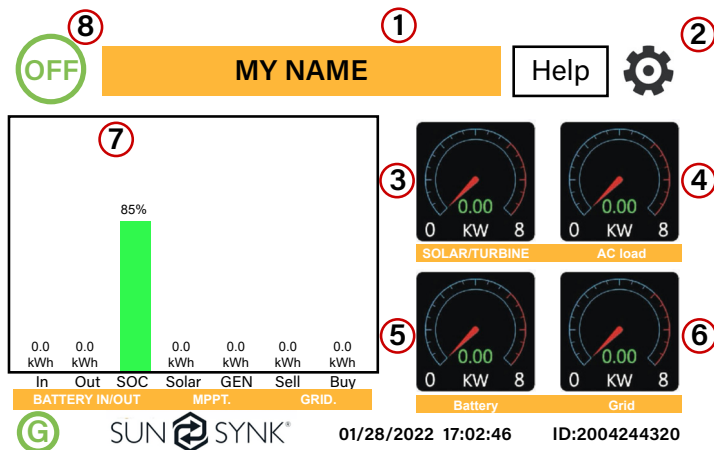 8
1
2
OFF
MY NAME
Help
7
85%
0.0 kWh
0.0 kWh
0.0 kWh
0.0 kWh
0.0 kWh
0.0 kWh
In Out SOC Solar GEN Sell Buy
BATTERY IN/OUT MPPT. GRID.
3
0.00
0 KW 8
SOLAR/TURBINE
4
0.00
0 KW 8
AC load
5
0.00
0 KW 8
Battery
6
0.00
0 KW 8
Grid
G
SUN SYNK®
01/28/2022 17:02:46 ID:2004244320